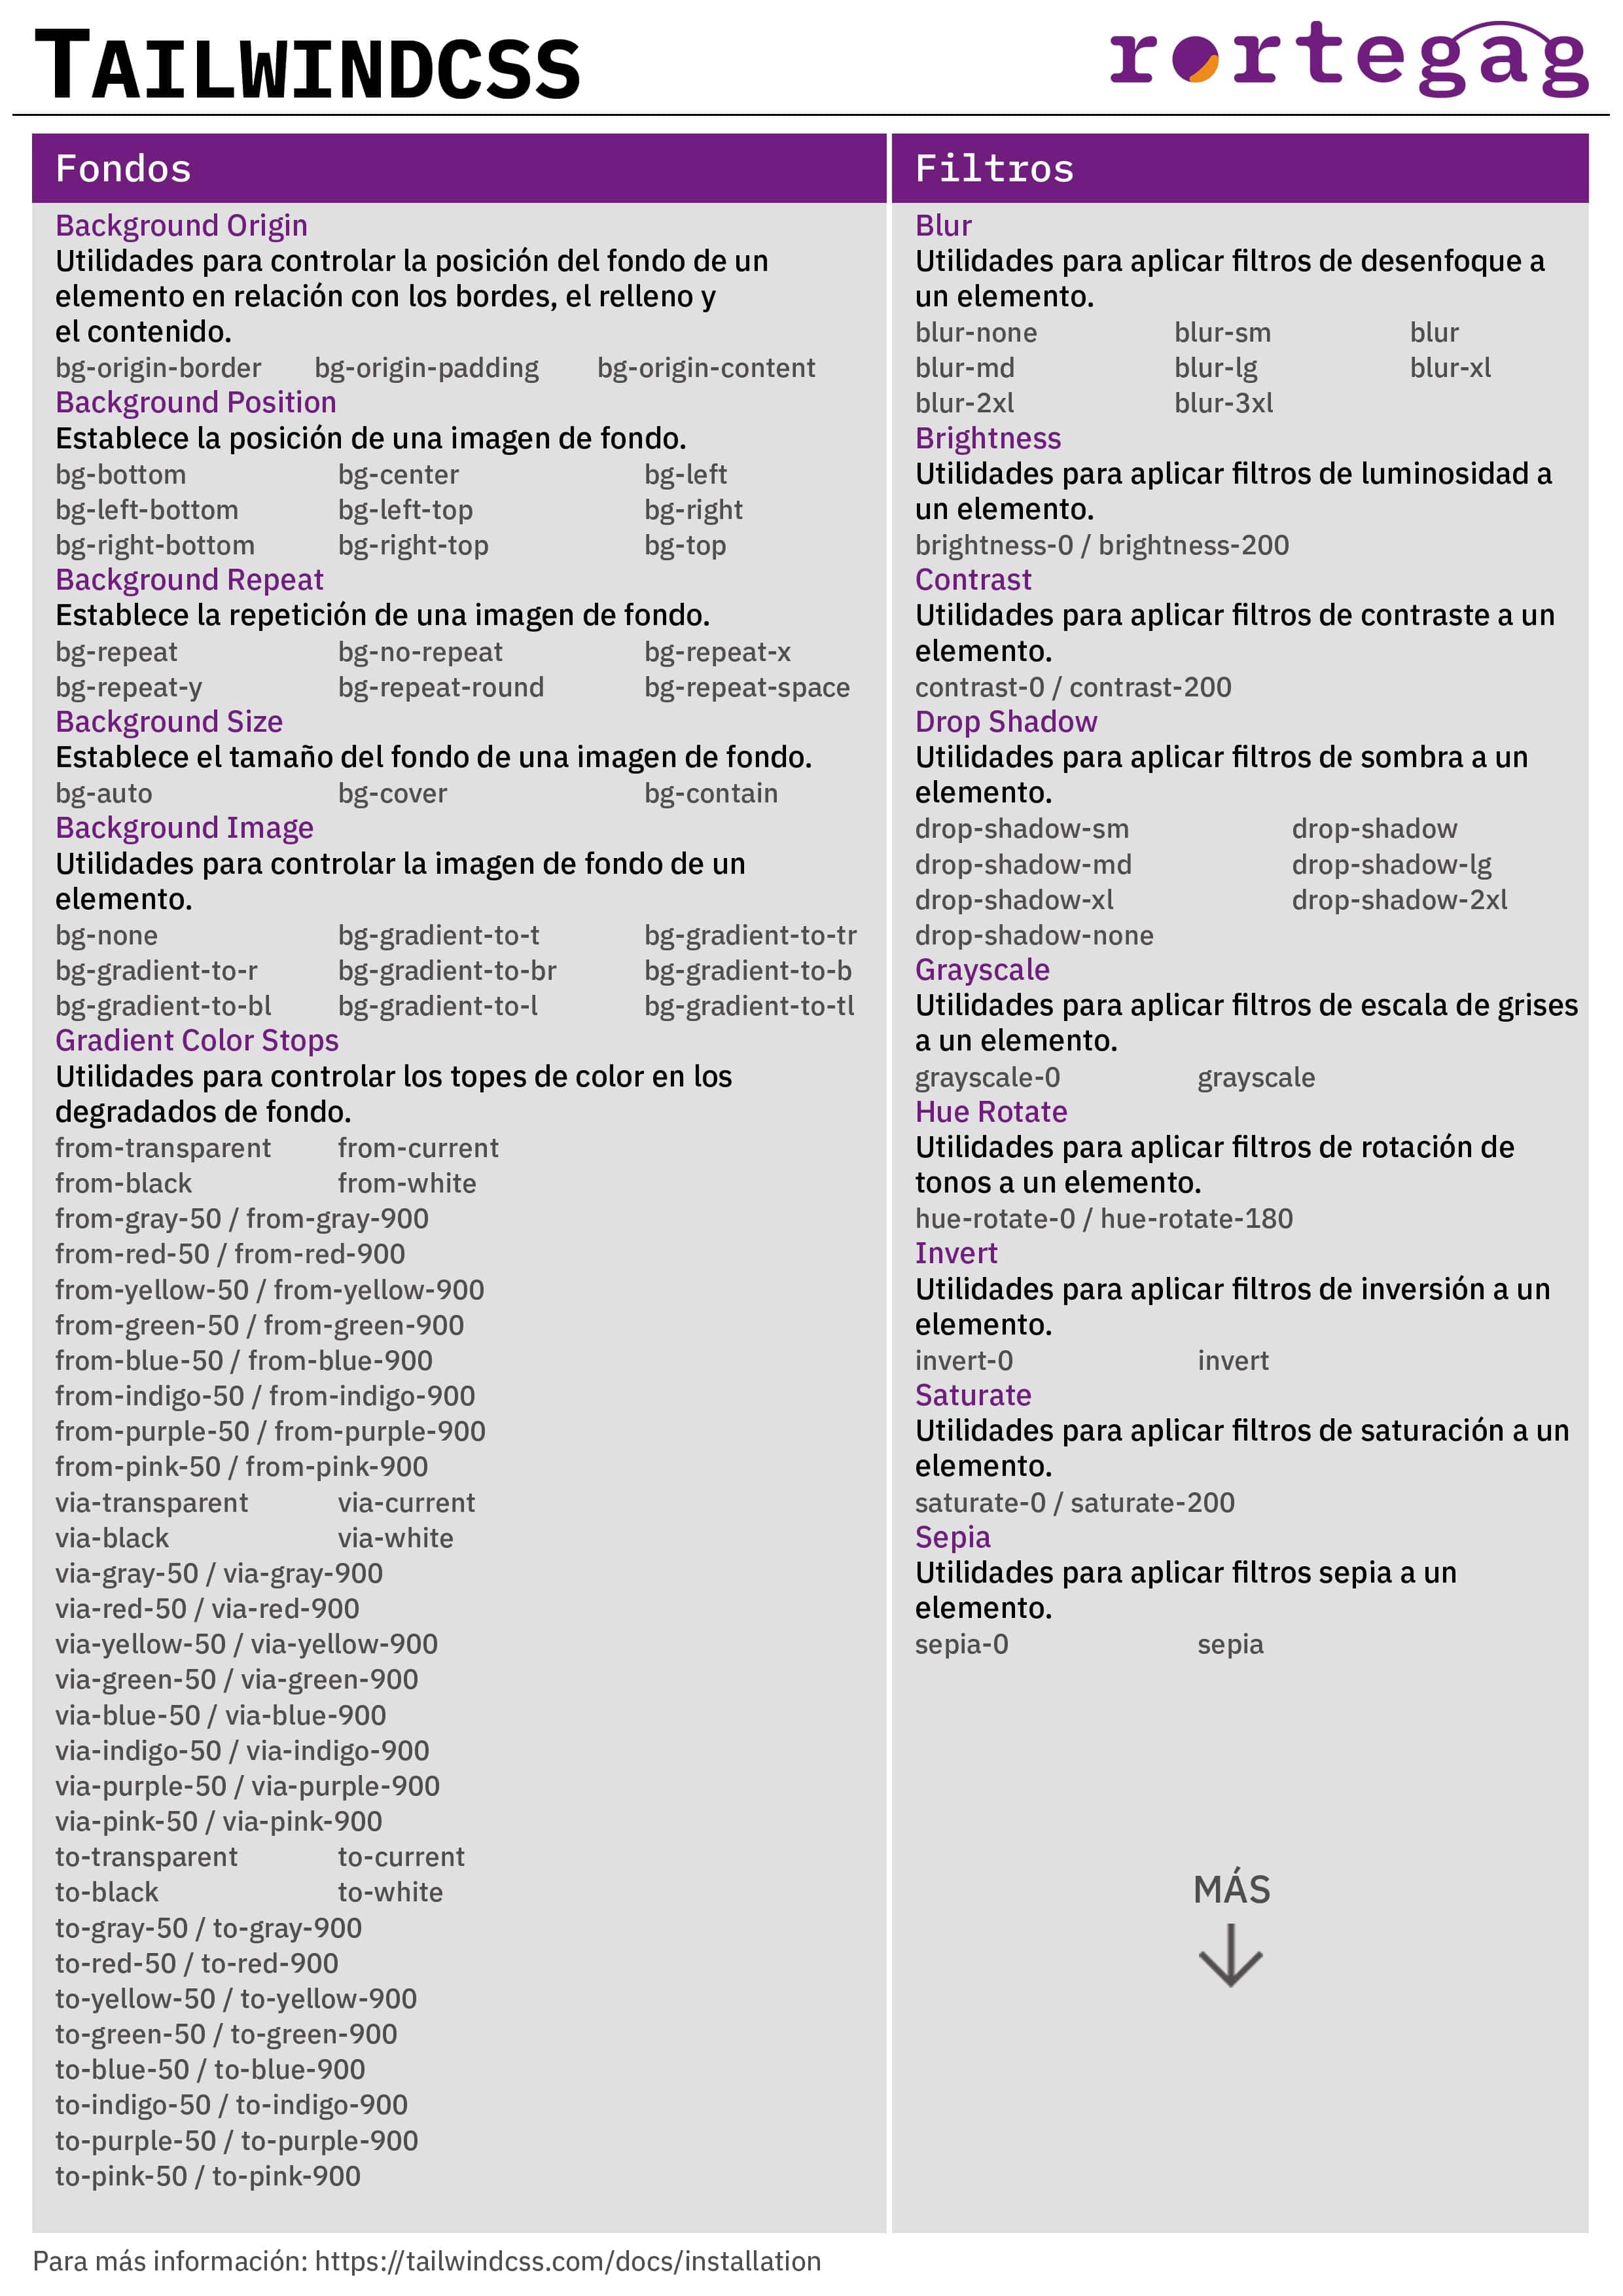 TAILWINDCSS
rortegag
Fondos
Background Origin
Utilidades para controlar la posición del fondo de un
elemento en relación con los bordes, el relleno y
el contenido.
bg-origin-border bg-origin-padding bg-origin-content
Background Position
Establece la posición de una imagen de fondo.
bg-bottom bg-center bg-left
bg-left-bottom bg-left-top bg-right
bg-right-bottom bg-right-top bg-top
Background Repeat
Establece la repetición de una imagen de fondo.
bg-repeat bg-no-repeat bg-repeat-x
bg-repeat-y bg-repeat-round bg-repeat-space
Background Size
Establece el tamaño del fondo de una imagen de fondo.
bg-auto bg-cover bg-contain
Background Image
Utilidades para controlar la imagen de fondo de un
elemento.
bg-none bg-gradient-to-t bg-gradient-to-tr
bg-gradient-to-r bg-gradient-to-br bg-gradient-to-b
bg-gradient-to-bl bg-gradient-to-l bg-gradient-to-tl
Gradient Color Stops
Utilidades para controlar los topes de color en los
degradados de fondo.
from-transparent from-current
from-black from-white
from-gray-50 / from-gray-900
from-red-50 / from-red-900
from-yellow-50 / from-yellow-900
from-green-50 / from-green-900
from-blue-50 / from-blue-900
from-indigo-50 / from-indigo-900
from-purple-50 / from-purple-900
from-pink-50 / from-pink-900
via-transparent via-current
via-black via-white
via-gray-50 / via-gray-900
via-red-50 / via-red-900
via-yellow-50 / via-yellow-900
via-green-50 / via-green-900
via-blue-50 / via-blue-900
via-indigo-50 / via-indigo-900
via-purple-50 / via-purple-900
via-pink-50 / via-pink-900
to-transparent to-current
to-black to-white
to-gray-50 / to-gray-900
to-red-50 / to-red-900
to-yellow-50 / to-yellow-900
to-green-50 / to-green-900
to-blue-50 / to-blue-900
to-indigo-50 / to-indigo-900
to-purple-50 / to-purple-900
to-pink-50 / to-pink-900
Filtros
Blur
Utilidades para aplicar filtros de desenfoque a
un elemento.
blur-none blur-sm blur
blur-md blur-lg blur-xl
blur-2xl blur-3xl
Brightness
Utilidades para aplicar filtros de luminosidad a
un elemento.
brightness-0 / brightness-200
Contrast
Utilidades para aplicar filtros de contraste a un
elemento.
contrast-0 / contrast-200
Drop Shadow
Utilidades para aplicar filtros de sombra a un
elemento.
drop-shadow-sm drop-shadow
drop-shadow-md drop-shadow-lg
drop-shadow-xl drop-shadow-2xl
drop-shadow-none
Grayscale
Utilidades para aplicar filtros de escala de grises
a un elemento.
grayscale-0 grayscale
Hue Rotate
Utilidades para aplicar filtros de rotación de
tonos a un elemento.
hue-rotate-0 / hue-rotate-180
Invert
Utilidades para aplicar filtros de inversión a un
elemento.
invert-0 invert
Saturate
Utilidades para aplicar filtros de saturación a un
elemento.
saturate-0 / saturate-200
Sepia
Utilidades para aplicar filtros sepia a un
elemento.
sepia-0 sepia
MÁS
Para más información: https://tailwindcss.com/docs/installation